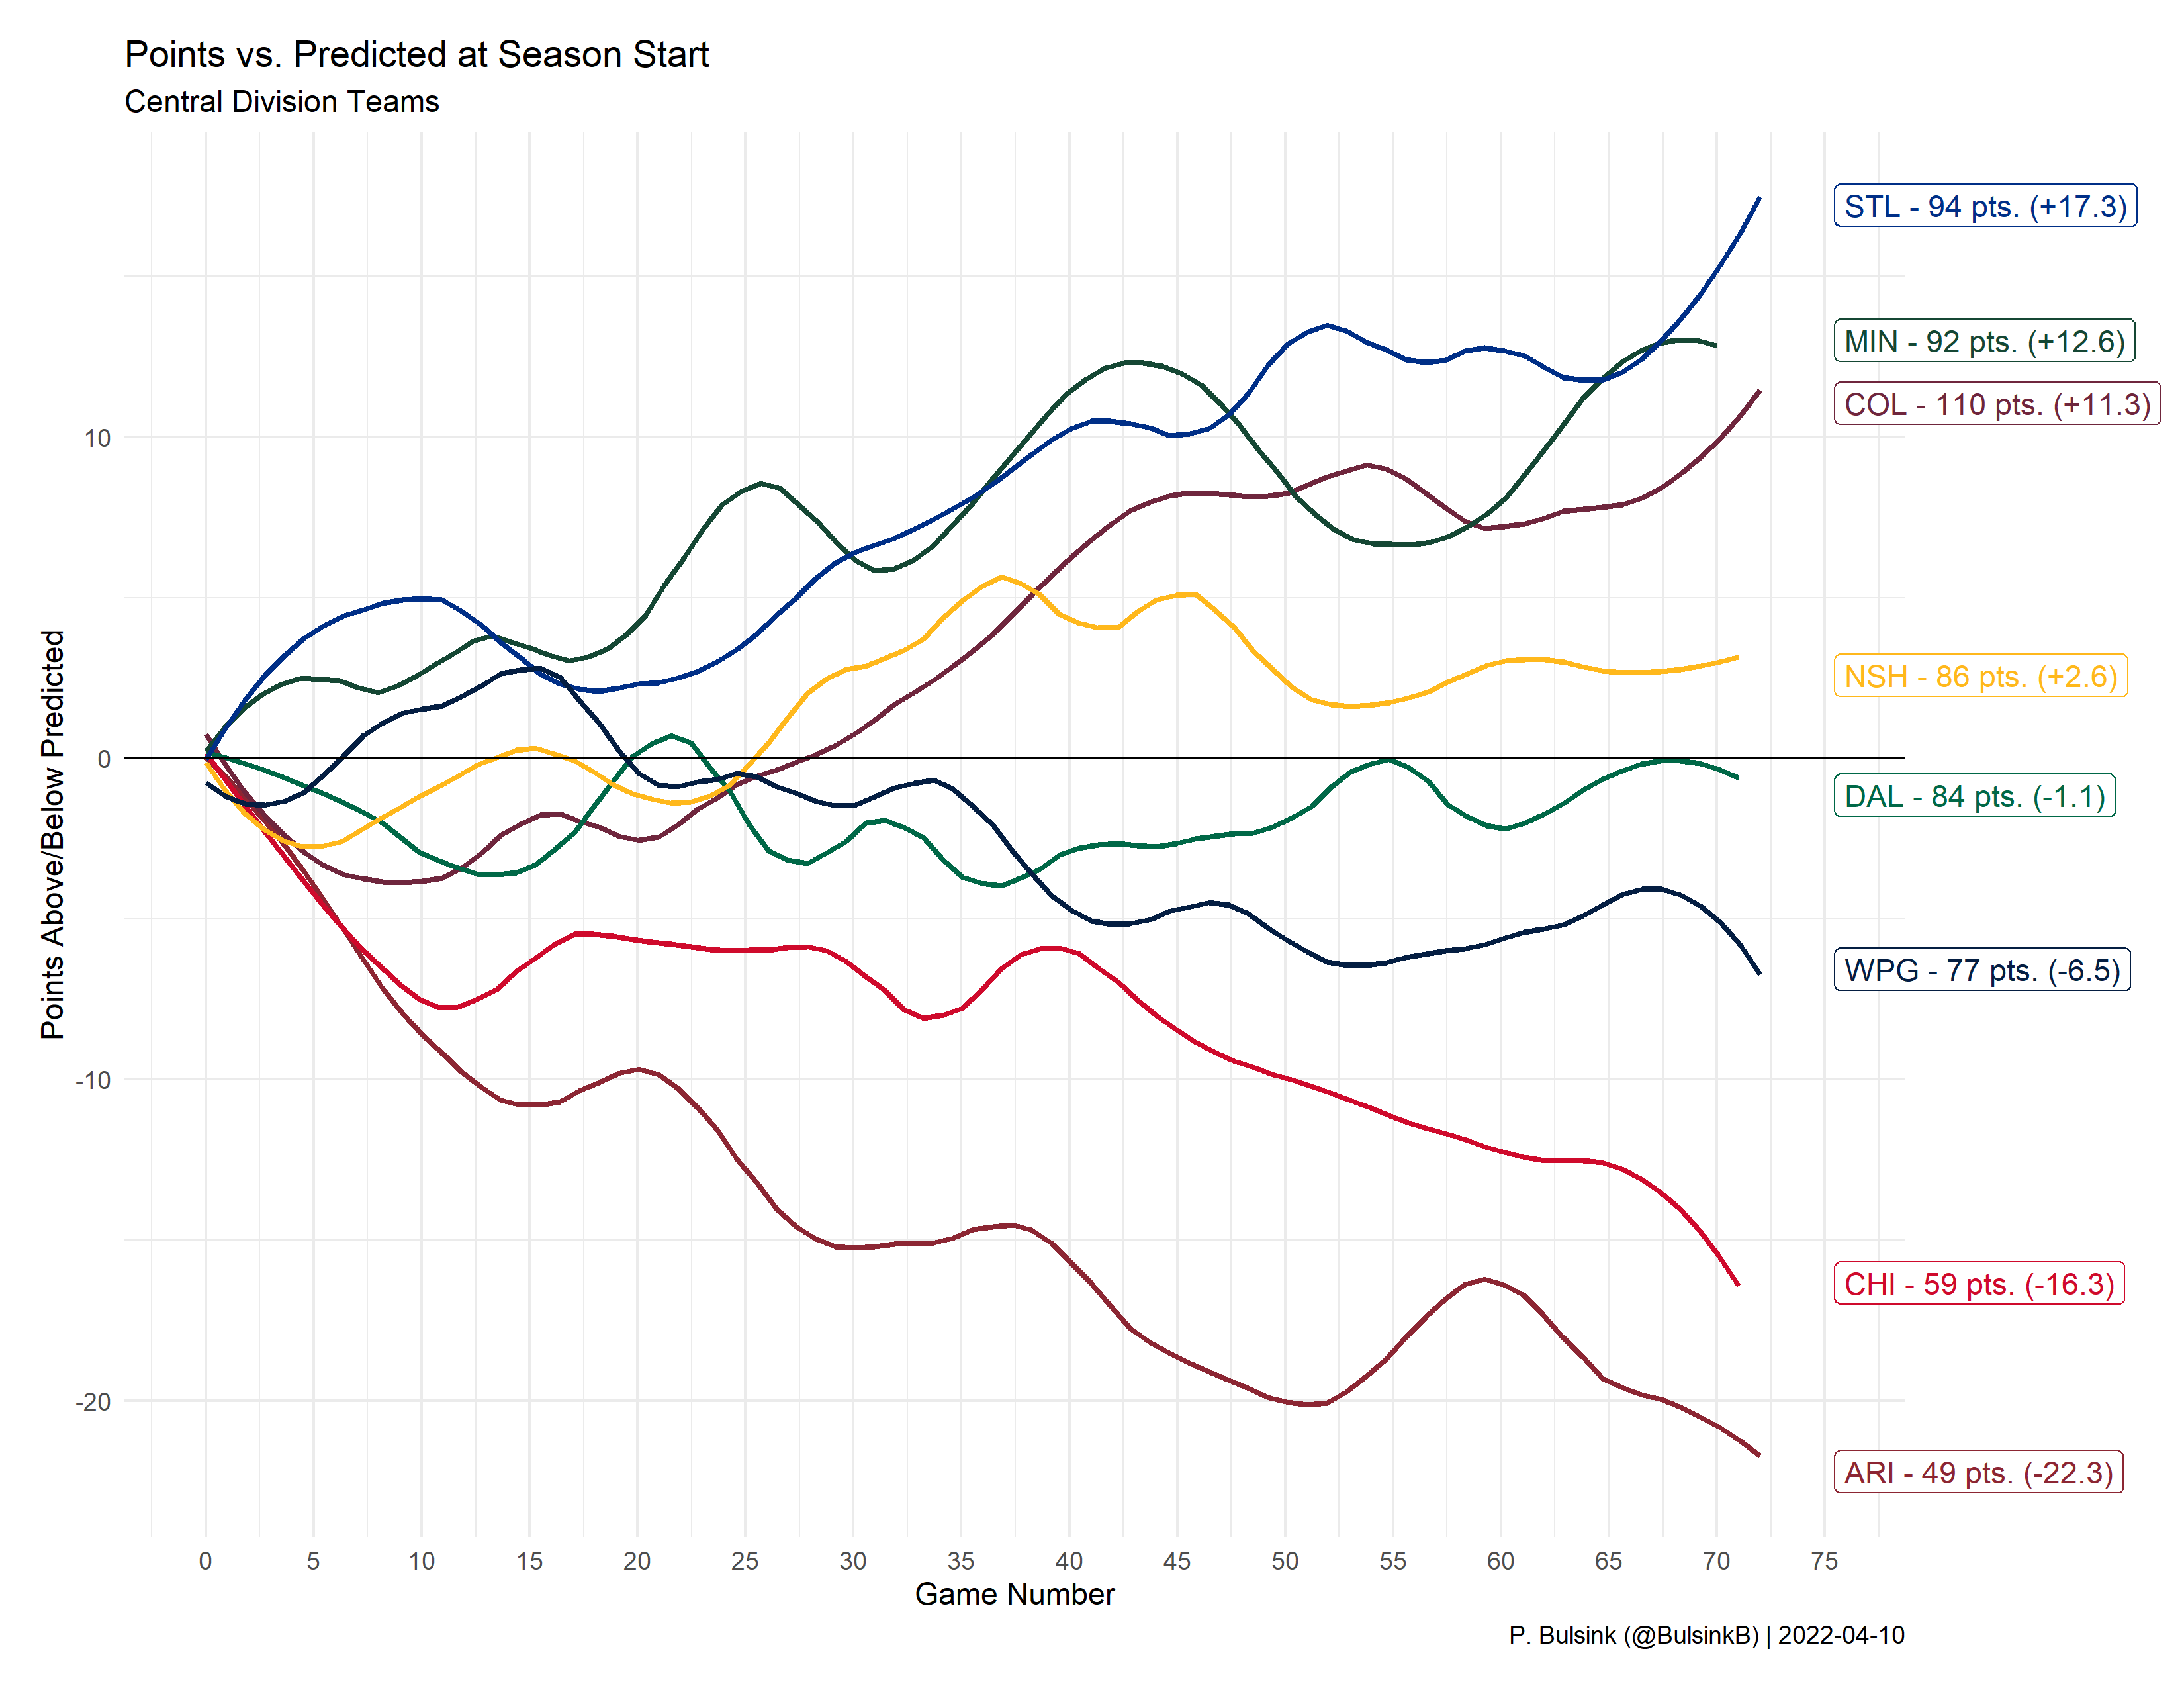 Points vs. Predicted at Season Start
Central Division Teams
Points Above/Below Predicted
10
0
-10
-20
STL - 94 pts. (+17.3)
MIN - 92 pts. (+12.6)
COL - 110 pts. (+11.3)
NSH - 86 pts. (+2.6)
DAL - 84 pts. (-1.1)
WPG - 77 pts. (-6.5)
CHI - 59 pts. (-16.3)
ARI - 49 pts. (-22.3)
0 5 10 15 20 25 30 35 40 45 50 55 60 65 70 75
Game Number
P. Bulsink (@BulsinkB) | 2022-04-10